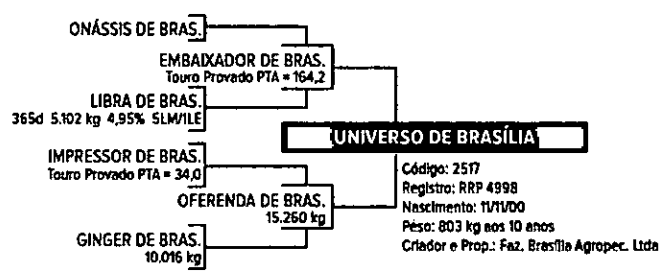 ONÁSSIS DE BRAS.
EMBAIXADOR DE BRAS.
Touro Provado PTA = 164,2
LIBRA DE BRAS.
365d 5.102 kg 4,95% 5LM/1LE
UNIVERSO DE BRASÍLIA
IMPRESSOR DE BRAS.
Touro Provado PTA = 34,0
OFERENDA DE BRAS.
15.260 kg
GINGER DE BRAS.
10.016 kg
Código: 2517
Registro: RRP 4998
Nascimento: 11/11/00
Peso: 803 kg aos 10 anos
Criador e Prop.: Faz. Brasília Agropec. Ltda